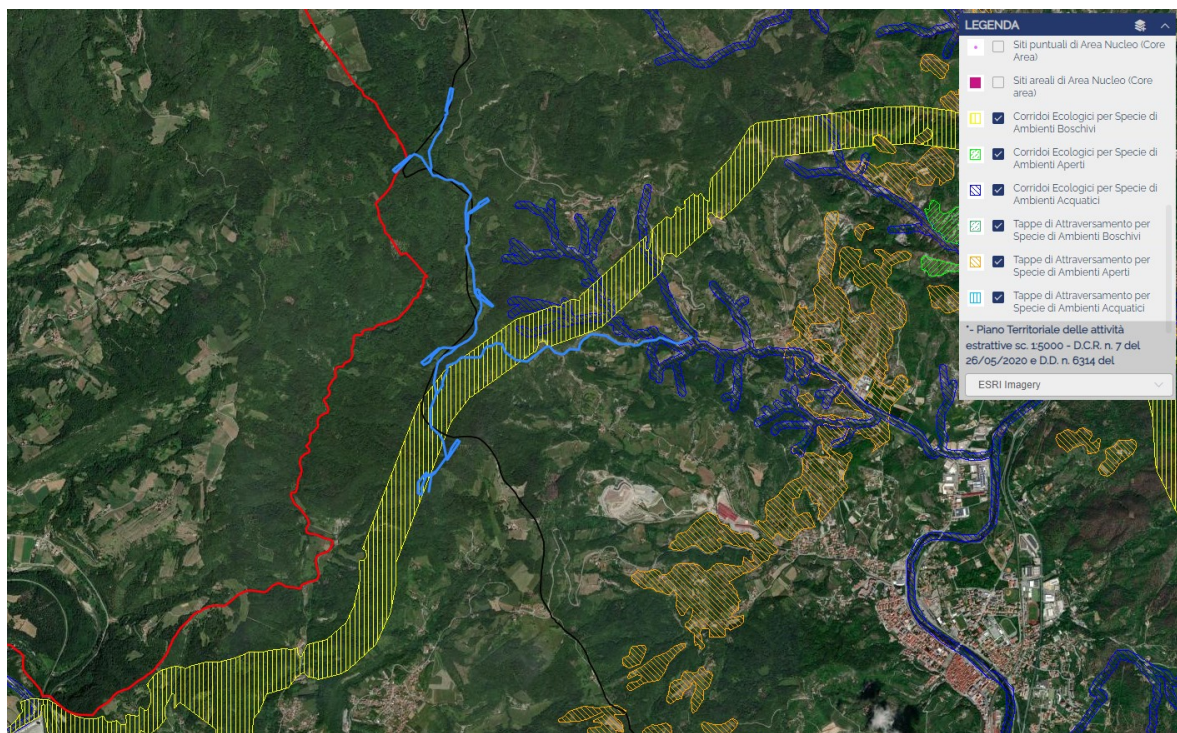 LEGENDA
Siti puntuali di Area Nucleo (Core
Area)
Siti areali di Area Nucleo (Core
area)
Corridoi Ecologici per Specie di
Ambienti Boschivi
Corridoi Ecologici per Specie di
Ambienti Aperti
Corridoi Ecologici per Specie di
Ambienti Acquatici
Tappe di Attraversamento per
Specie di Ambienti Boschivi
Tappe di Attraversamento per
Specie di Ambienti Aperti
Tappe di Attraversamento per
Specie di Ambienti Acquatici
*- Piano Territoriale delle attività
estrattive sc. 1:5000 - D.C.R. n. 7 del
26/05/2020 e D.D. n. 6314 del
ESRI Imagery